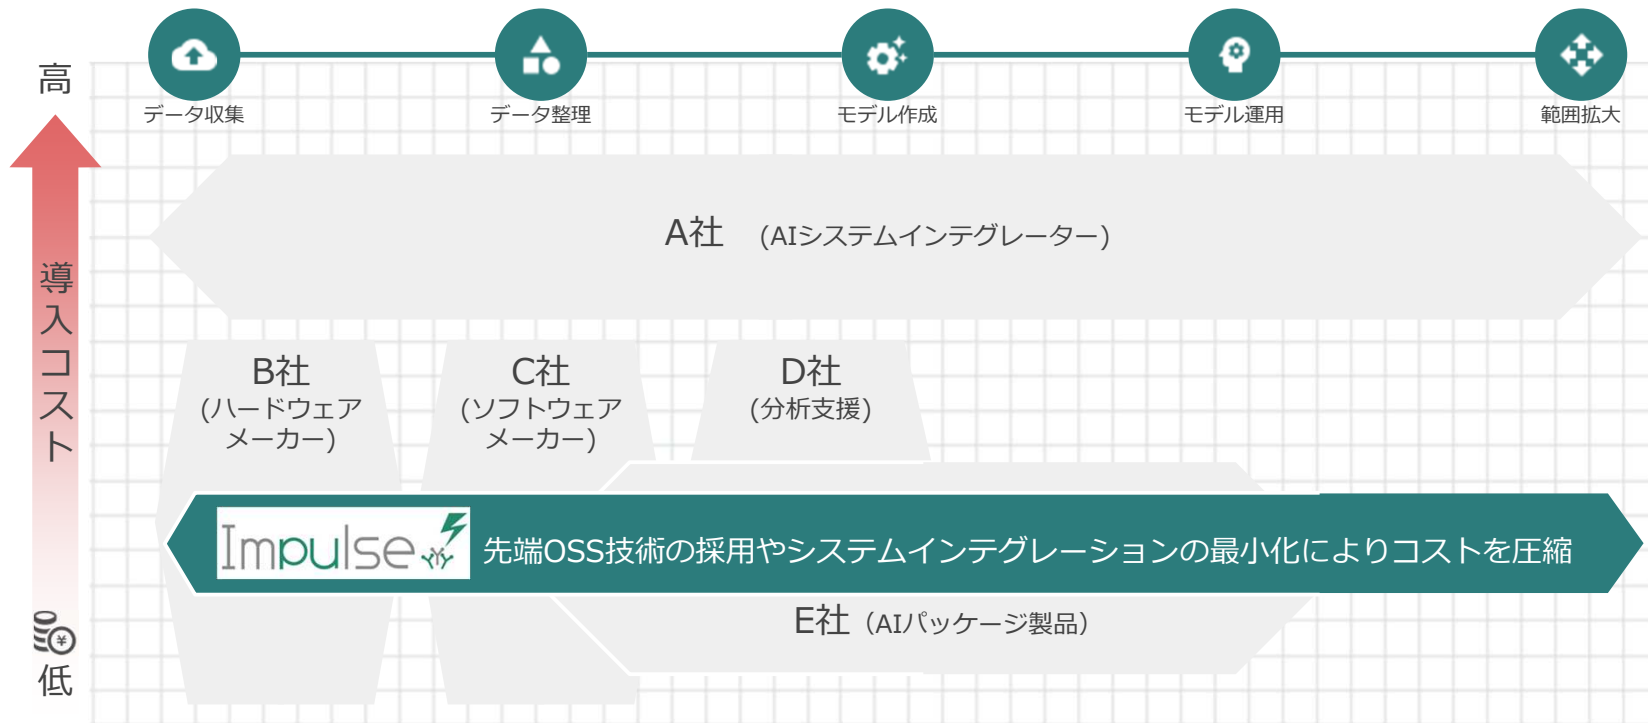 データ収集
データ整理
モデル作成
モデル運用
範囲拡大
高
導入コスト
¥
低
A社 (AIシステムインテグレーター)
B社
(ハードウェア
メーカー)
C社
(ソフトウェア
メーカー)
D社
(分析支援)
Impulse
先端OSS技術の採用やシステムインテグレーションの最小化によりコストを圧縮
E社（AIパッケージ製品）